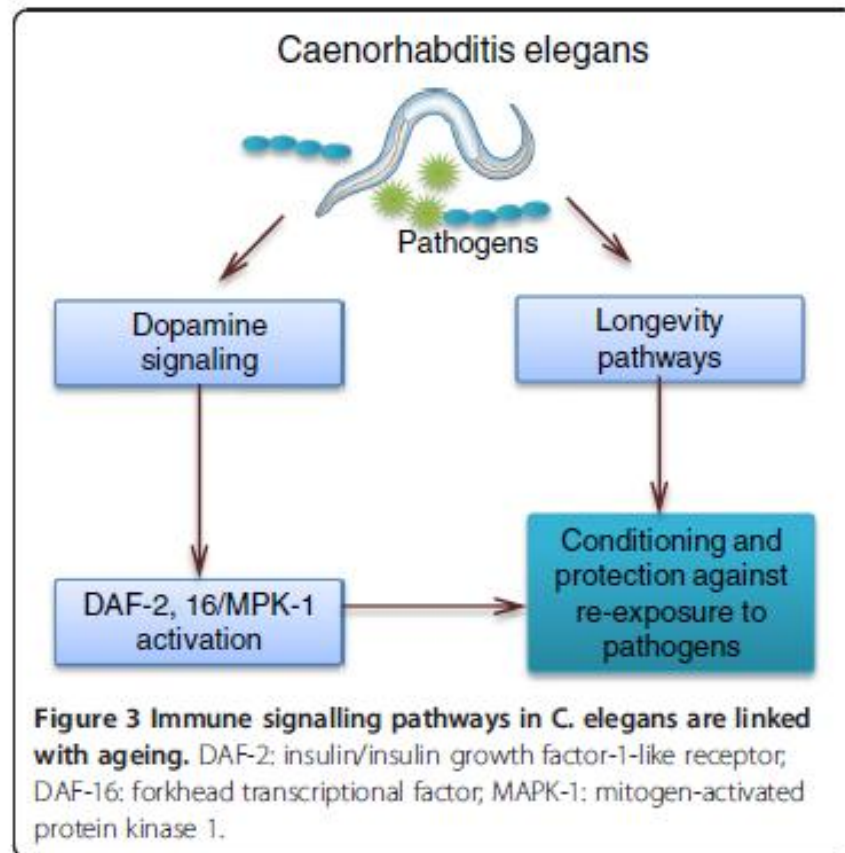 Caenorhabditis elegans
Pathogens
Dopamine
signaling
Longevity
pathways
DAF-2, 16/MPK-1
activation
Conditioning and
protection against
re-exposure to
pathogens
Figure 3 Immune signalling pathways in C. elegans are linked
with ageing. DAF-2: insulin/insulin growth factor-1-like receptor;
DAF-16: forkhead transcriptional factor; MAPK-1: mitogen-activated
protein kinase 1.